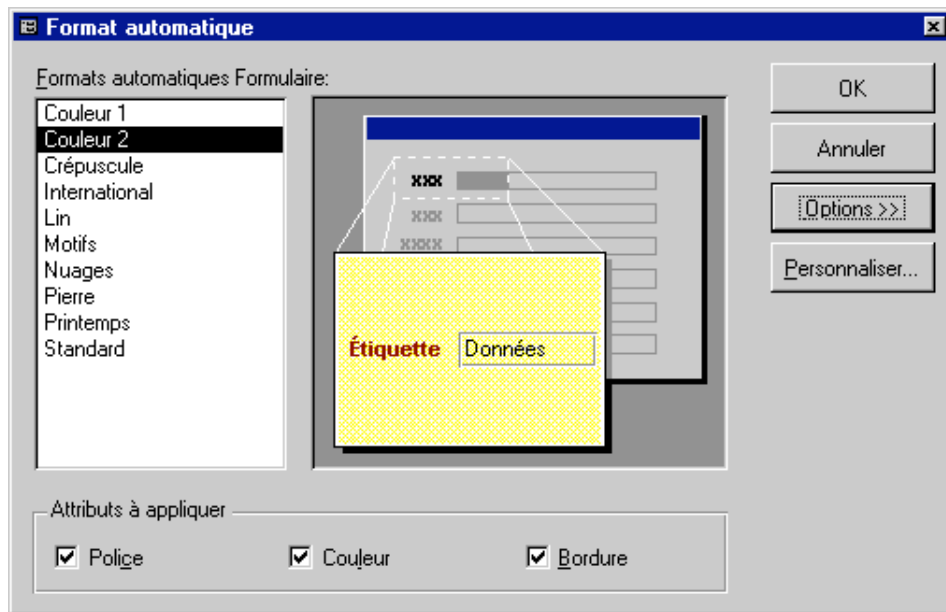 Format automatique
Formats automatiques Formulaire:
Couleur 1
Couleur 2
Crépuscule
International
Lin
Motifs
Nuages
Pierre
Printemps
Standard
xxx
xxx
xxxx
Étiquette Données
OK
Annuler
Options >>
Personnaliser...
Attributs à appliquer
Police Couleur Bordure